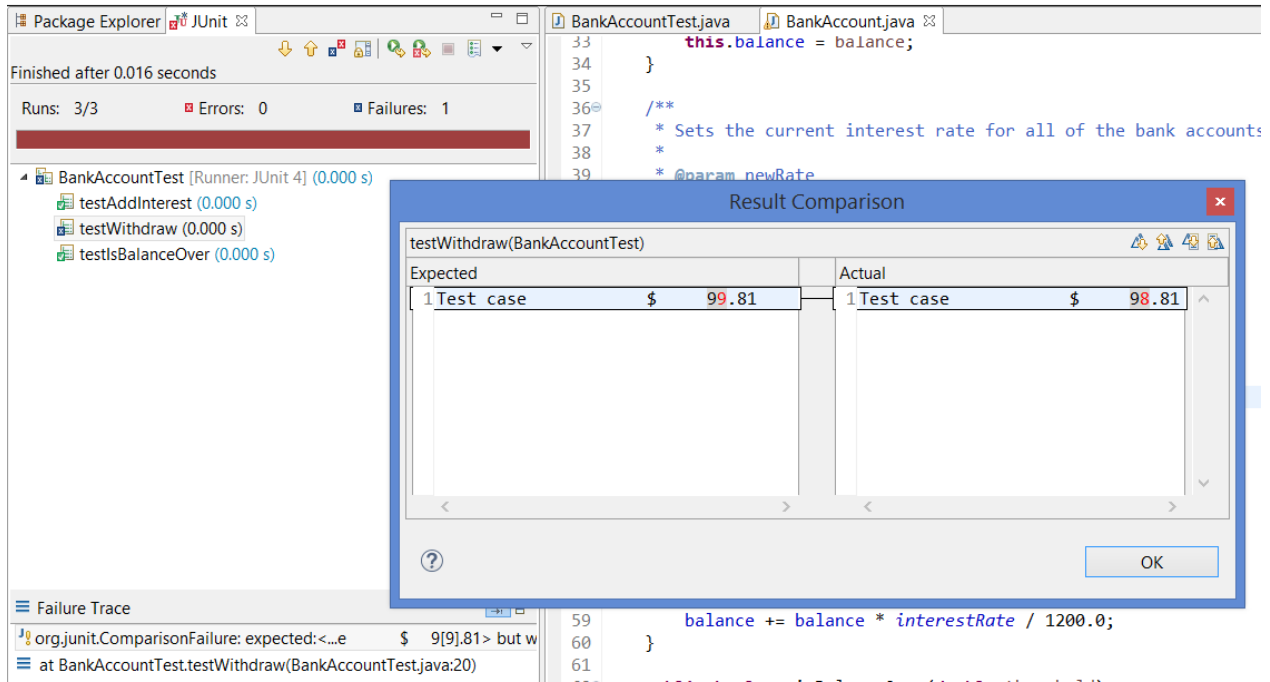 Package Explorer JUnit
Finished after 0.016 seconds
Runs: 3/3 Errors: 0 Failures: 1
BankAccountTest [Runner: JUnit 4] (0.000 s)
testAddInterest (0.000 s)
testWithdraw (0.000 s)
testIsBalanceOver (0.000 s)
Failure Trace
org.junit.ComparisonFailure: expected:<...e $ 9[9].81> but w
at BankAccountTest.testWithdraw(BankAccountTest.java:20)
BankAccountTest.java BankAccount.java
33 this.balance = balance;
34 }
35
36 /**
37 * Sets the current interest rate for all of the bank accounts
38 *
39 * @param newRate
Result Comparison
testWithdraw(BankAccountTest)
Expected Actual
1 Test case $ 99.81 1 Test case $ 98.81
OK
59 balance += balance * interestRate / 1200.0;
60 }
61